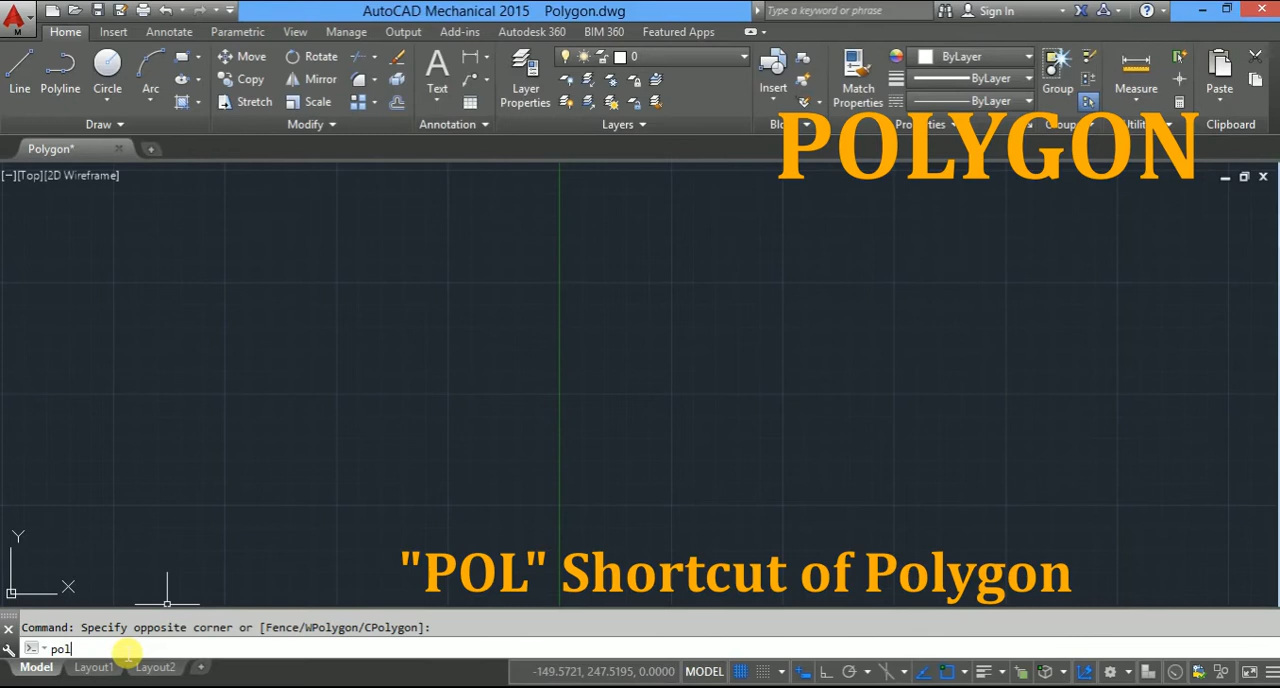 AutoCAD Mechanical 2015 Polygon.dwg
Type a keyword or phrase
Sign In
Home Insert Annotate Parametric View Manage Output Add-ins Autodesk 360 BIM 360 Featured Apps
Line
Polyline
Circle
Arc
Move
Rotate
Copy
Mirror
Stretch
Scale
Text
Layer
Properties
0
Insert
Match
Properties
ByLayer
ByLayer
ByLayer
Group
Measure
Paste
Draw
Modify
Annotation
Layers
Properties
Clipboard
POLYGON
Polygon*
[−][Top][2D Wireframe]
Y
X
"POL" Shortcut of Polygon
Command: Specify opposite corner or [Fence/WPolygon/CPolygon]:
pol
Model Layout1 Layout2
-149.5721, 247.5195, 0.0000 MODEL